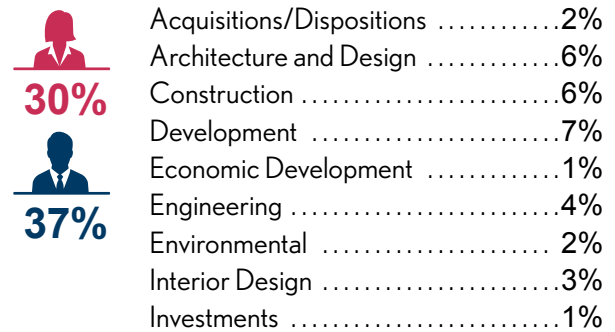 30%
37%
Acquisitions/Dispositions ............2%
Architecture and Design .............6%
Construction .........................6%
Development ........................7%
Economic Development .............1%
Engineering ..........................4%
Environmental ...................... 2%
Interior Design .......................3%
Investments ..........................1%